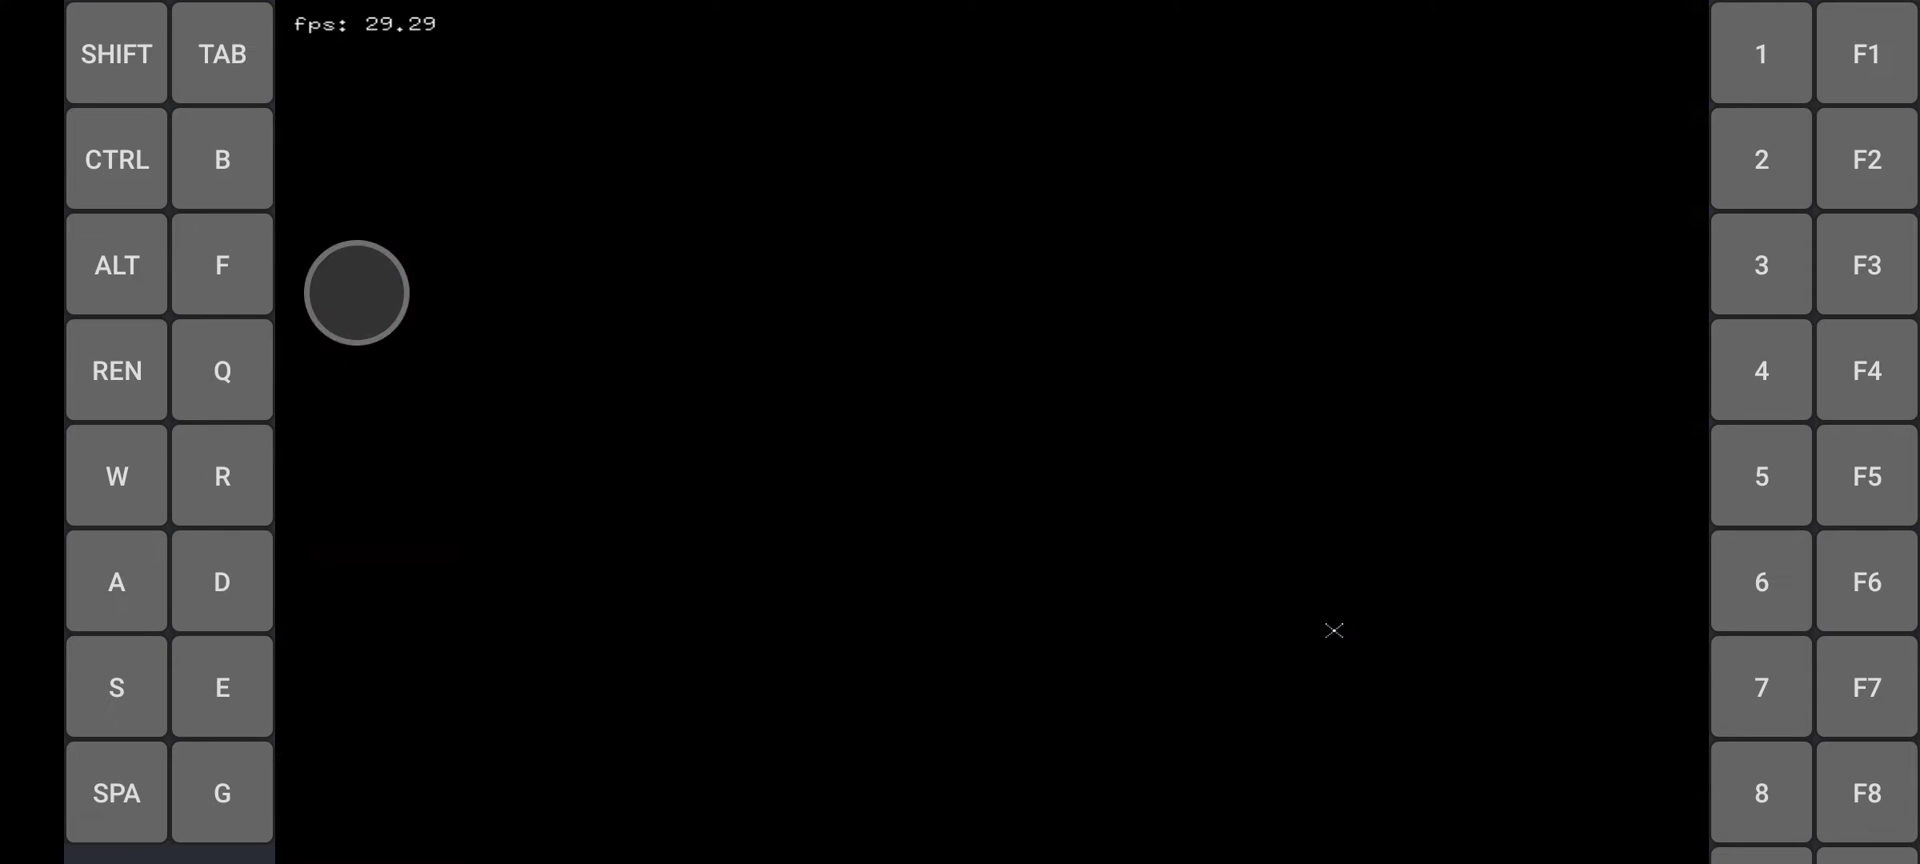 fps: 29.29
SHIFT TAB
CTRL B
ALT F
REN Q
W R
A D
S E
SPA G
1 F1
2 F2
3 F3
4 F4
5 F5
6 F6
7 F7
8 F8